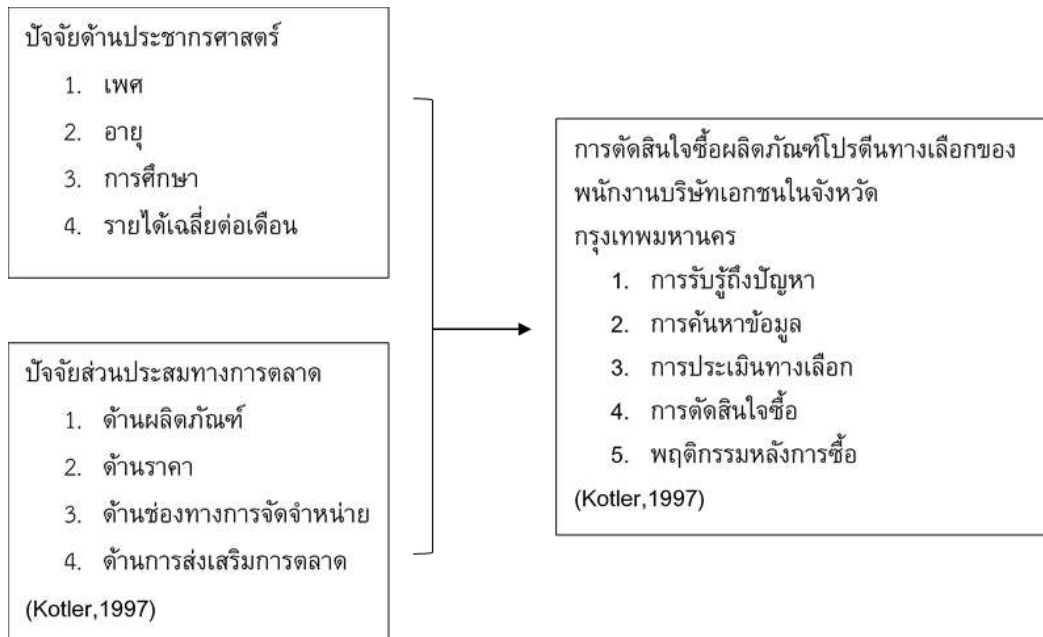 ปัจจัยด้านประชากรศาสตร์
1. เพศ
2. อายุ
3. การศึกษา
4. รายได้เฉลี่ยต่อเดือน
ปัจจัยส่วนประสมทางการตลาด
1. ด้านผลิตภัณฑ์
2. ด้านราคา
3. ด้านช่องทางการจัดจำหน่าย
4. ด้านการส่งเสริมการตลาด
(Kotler,1997)
การตัดสินใจซื้อผลิตภัณฑ์โปรตีนทางเลือกของ
พนักงานบริษัทเอกชนในจังหวัด
กรุงเทพมหานคร
1. การรับรู้ถึงปัญหา
2. การค้นหาข้อมูล
3. การประเมินทางเลือก
4. การตัดสินใจซื้อ
5. พฤติกรรมหลังการซื้อ
(Kotler,1997)